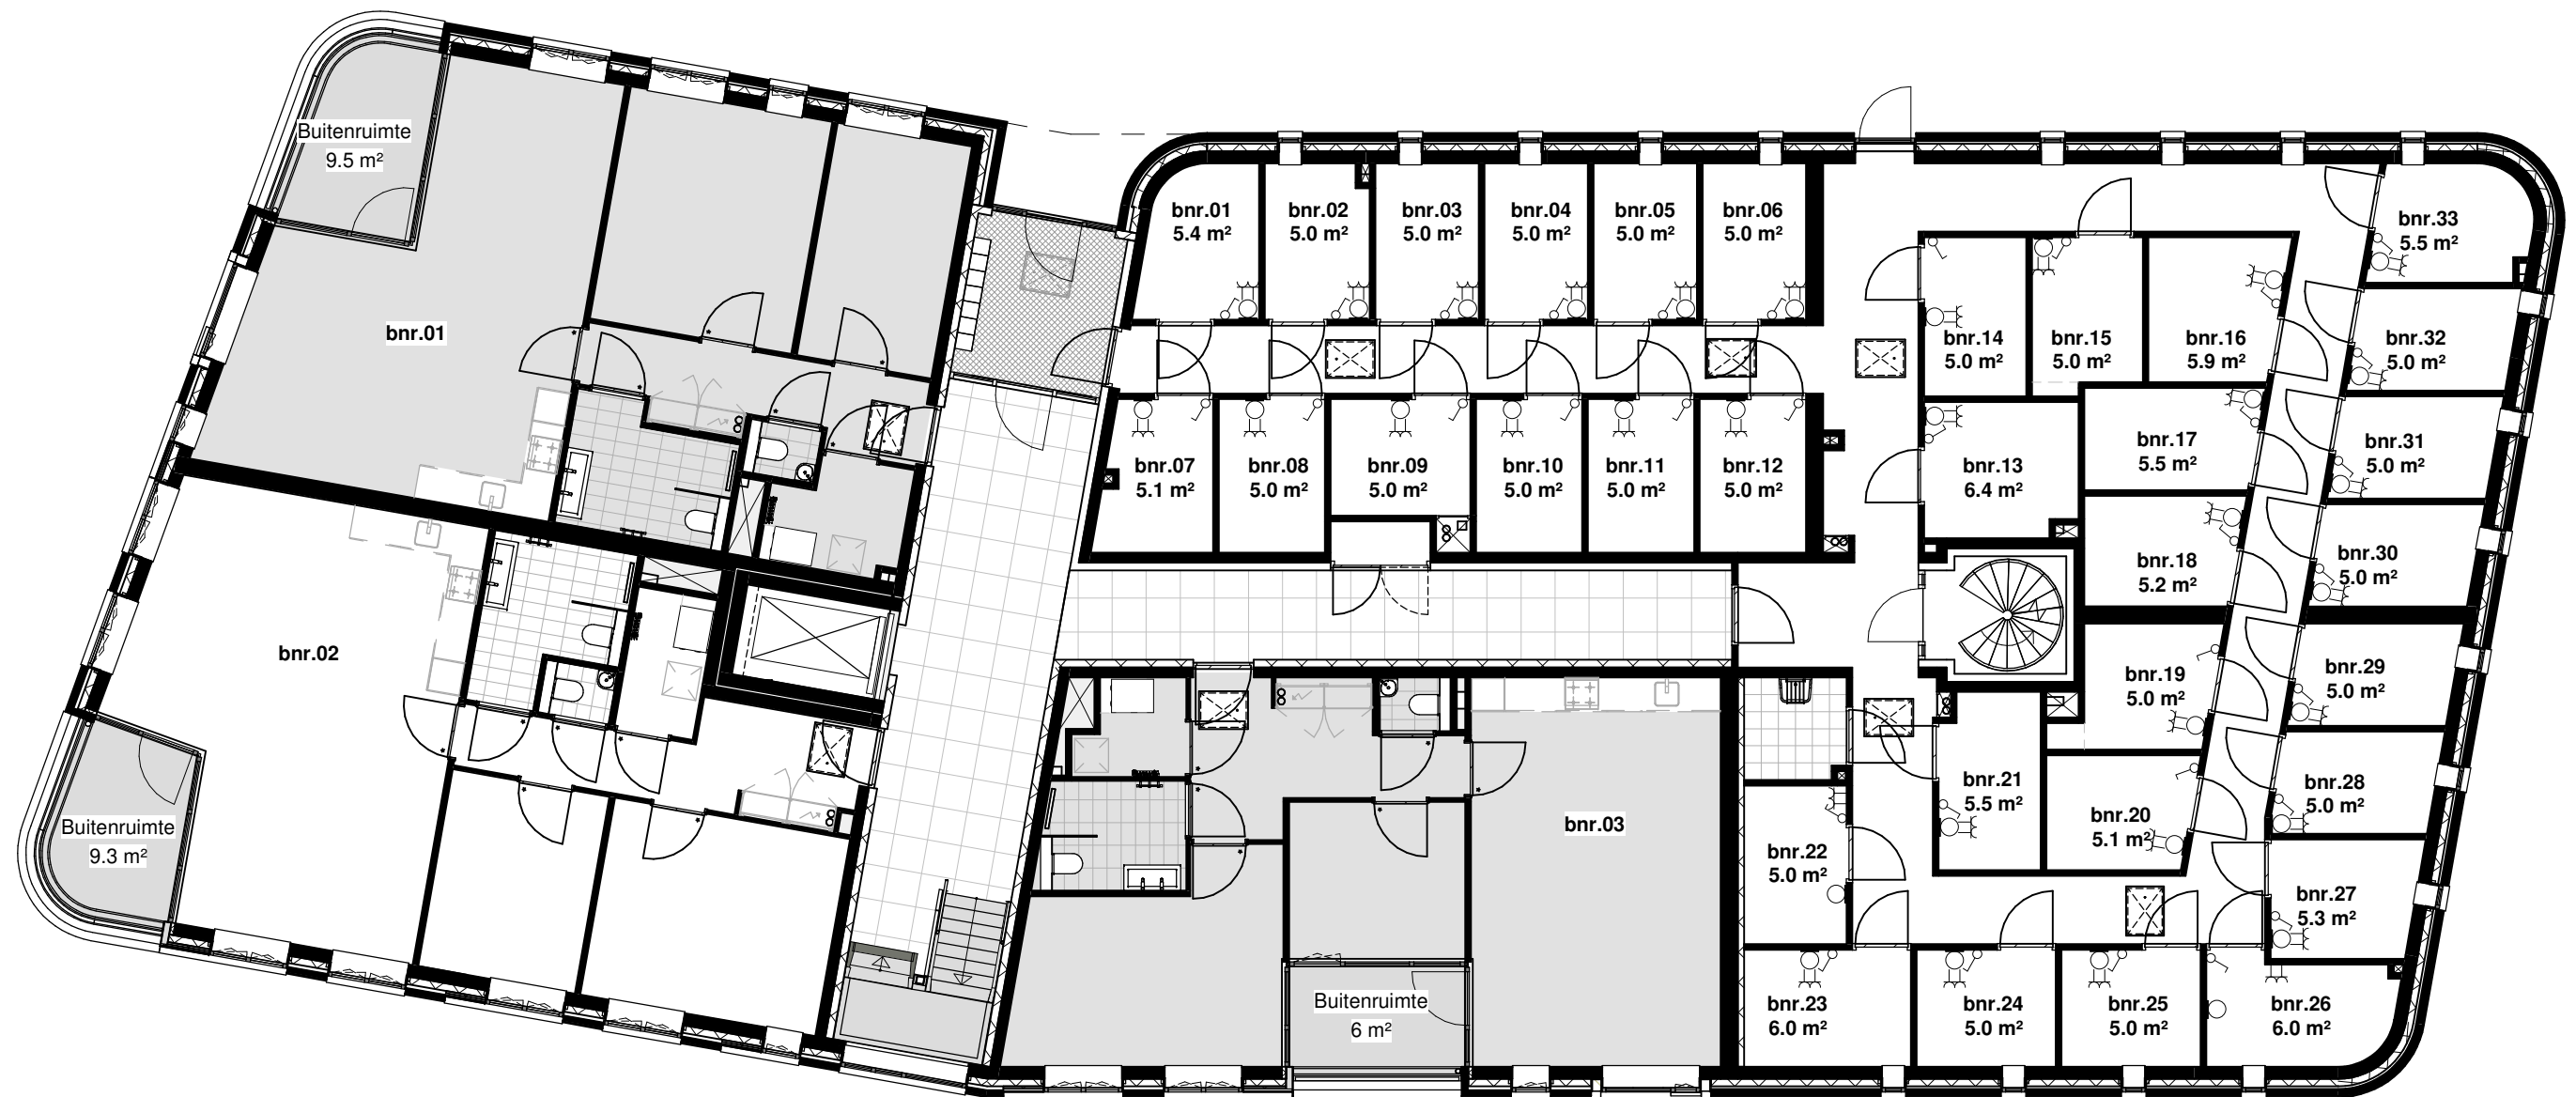 Buitenruimte
9.5 m²
bnr.01
bnr.02
Buitenruimte
9.3 m²
bnr.03
Buitenruimte
6 m²
bnr.01
5.4 m²
bnr.02
5.0 m²
bnr.03
5.0 m²
bnr.04
5.0 m²
bnr.05
5.0 m²
bnr.06
5.0 m²
bnr.07
5.1 m²
bnr.08
5.0 m²
bnr.09
5.0 m²
bnr.10
5.0 m²
bnr.11
5.0 m²
bnr.12
5.0 m²
bnr.13
6.4 m²
bnr.14
5.0 m²
bnr.15
5.0 m²
bnr.16
5.9 m²
bnr.17
5.5 m²
bnr.18
5.2 m²
bnr.19
5.0 m²
bnr.20
5.1 m²
bnr.21
5.5 m²
bnr.22
5.0 m²
bnr.23
6.0 m²
bnr.24
5.0 m²
bnr.25
5.0 m²
bnr.26
6.0 m²
bnr.27
5.3 m²
bnr.28
5.0 m²
bnr.29
5.0 m²
bnr.30
5.0 m²
bnr.31
5.0 m²
bnr.32
5.0 m²
bnr.33
5.5 m²